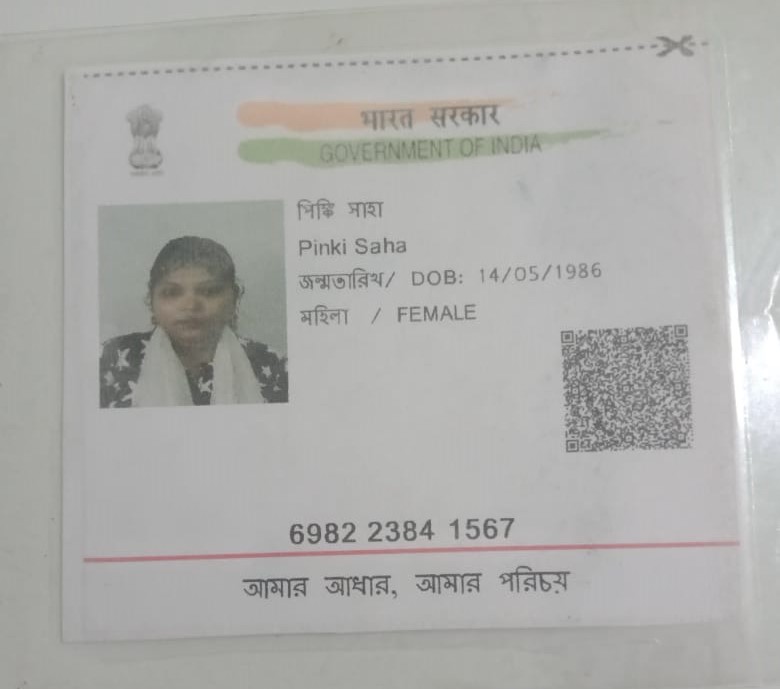 भारत सरकार
GOVERNMENT OF INDIA
পিঙ্কি সাহা
Pinki Saha
জন্মতারিখ/ DOB: 14/05/1986
মহিলা / FEMALE
6982 2384 1567
আমার আধার, আমার পরিচয়